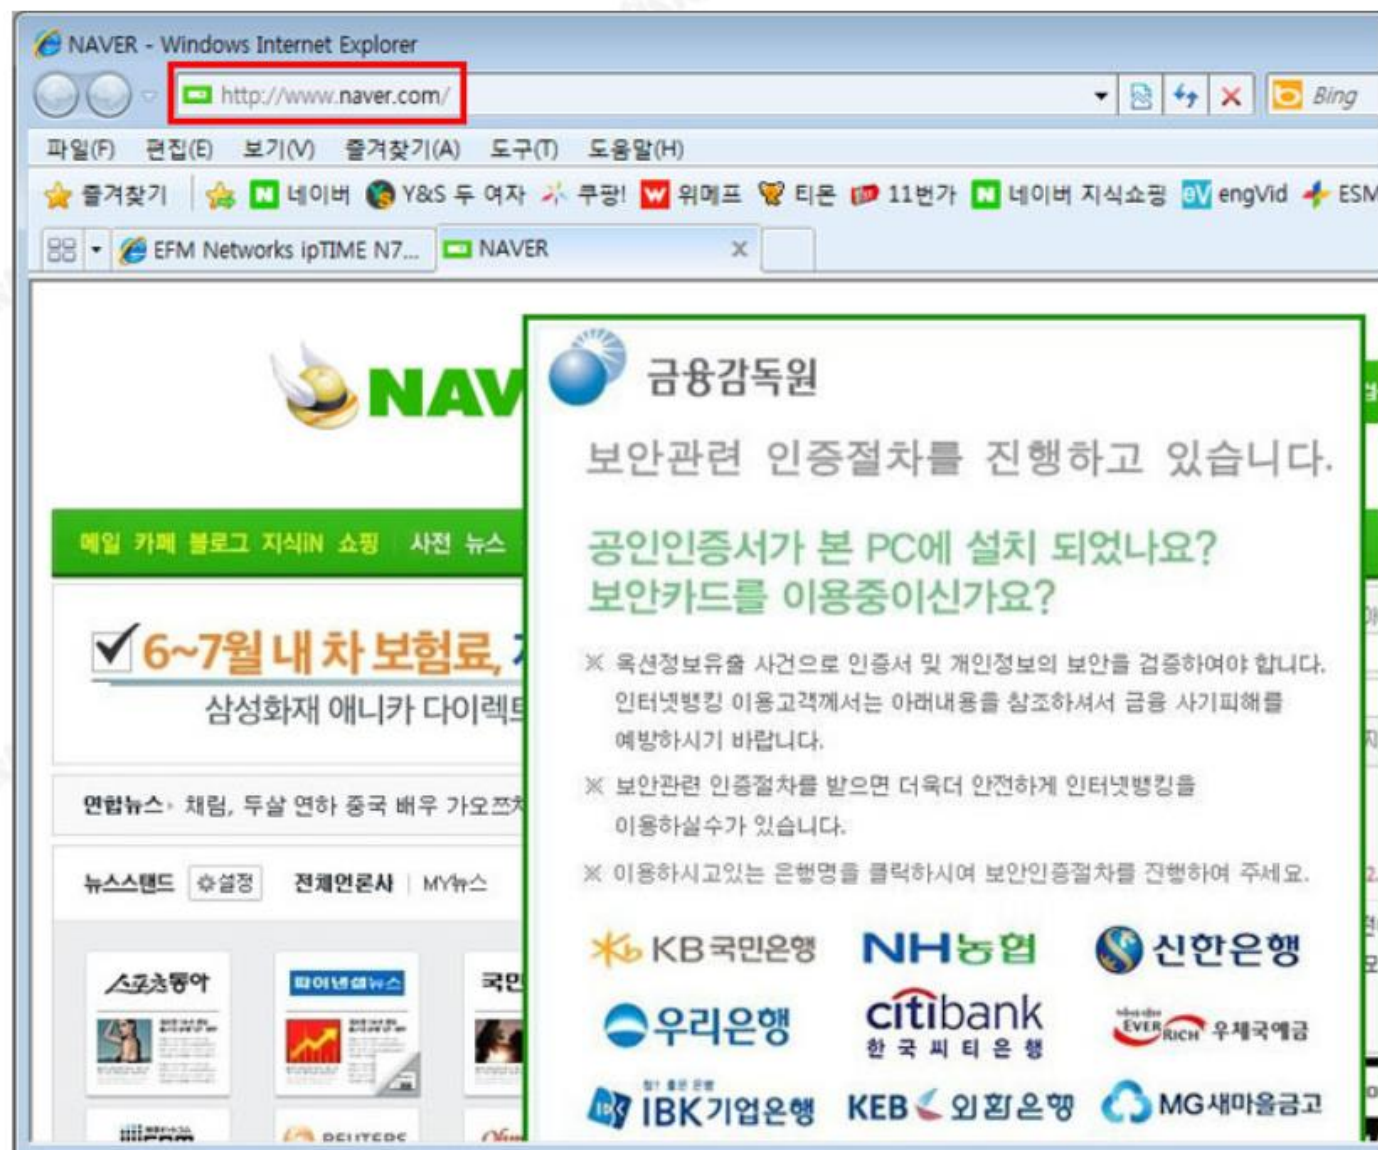 NAVER - Windows Internet Explorer
http://www.naver.com/
Bing
파일(F) 편집(E) 보기(V) 즐겨찾기(A) 도구(T) 도움말(H)
즐겨찾기 네이버 Y&S 두 여자 쿠팡! 위메프 티몬 11번가 네이버 지식쇼핑 engVid ESM
EFM Networks ipTIME N7... NAVER
NAV
금융감독원
보안관련 인증절차를 진행하고 있습니다.
메일 카페 블로그 지식iN 쇼핑 사전 뉴스
공인인증서가 본 PC에 설치 되었나요?
보안카드를 이용중이신가요?
6~7월 내 차 보험료,
삼성화재 애니카 다이렉트
※ 옥션정보유출 사건으로 인증서 및 개인정보의 보안을 검증하여야 합니다.
인터넷뱅킹 이용고객께서는 아래내용을 참조하셔서 금융 사기피해를
예방하시기 바랍니다.
※ 보안관련 인증절차를 받으면 더욱더 안전하게 인터넷뱅킹을
이용하실수가 있습니다.
연합뉴스 채림, 두살 연하 중국 배우 가오쯔치
뉴스스탠드 설정 전체언론사 MY뉴스
※ 이용하시고있는 은행명을 클릭하시여 보안인증절차를 진행하여 주세요.
KB국민은행 NH농협 신한은행
스포츠동아 파이낸셜뉴스 국민
우리은행 citibank 한국씨티은행 EVER RICH 우체국예금
참! 좋은 은행
IBK기업은행 KEB 외환은행 MG새마을금고
REUTERS